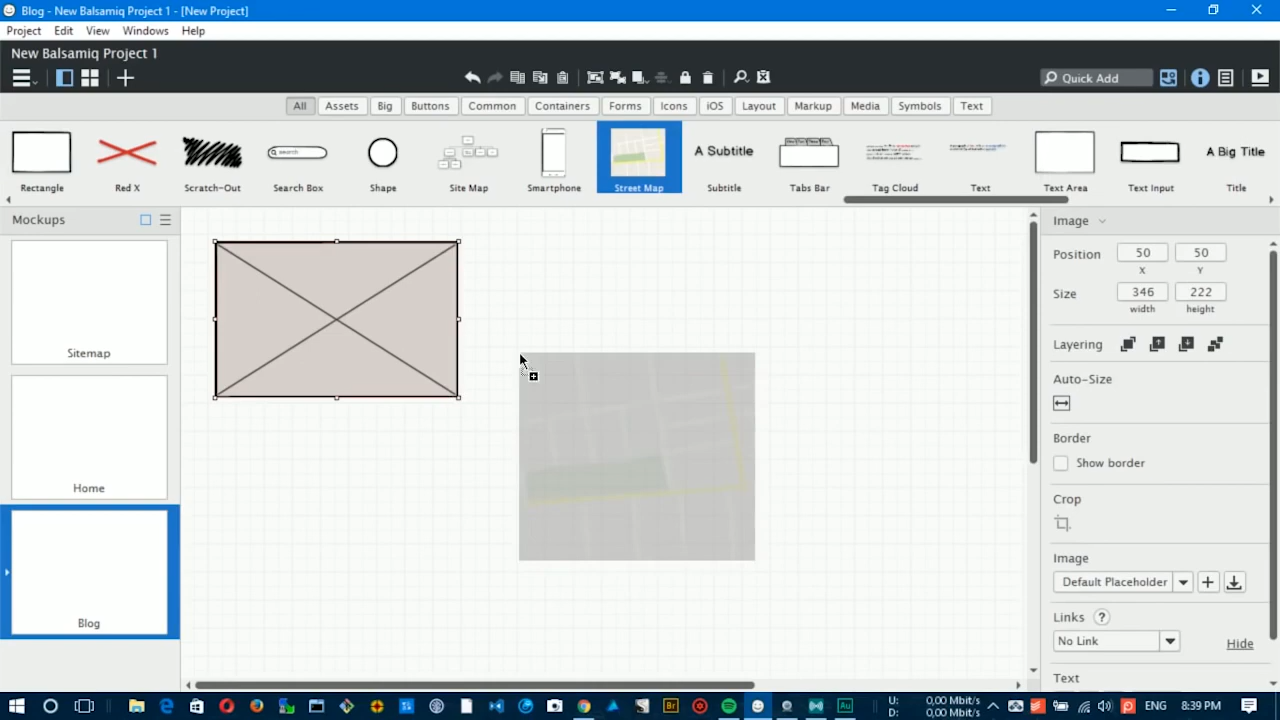 Blog - New Balsamiq Project 1 - [New Project]
Project Edit View Windows Help
New Balsamiq Project 1
Quick Add
All Assets Big Buttons Common Containers Forms Icons iOS Layout Markup Media Symbols Text
search
A Subtitle
A Big Title
Rectangle Red X Scratch-Out Search Box Shape Site Map Smartphone Street Map Subtitle Tabs Bar Tag Cloud Text Text Area Text Input Title
Mockups
Sitemap
Home
Blog
Image
Position 50 50
X Y
Size 346 222
width height
Layering
Auto-Size
Border
Show border
Crop
Image
Default Placeholder
Links ?
No Link Hide
Text
Br Au
U: 0,00 Mbit/s
D: 0,00 Mbit/s
ENG 8:39 PM